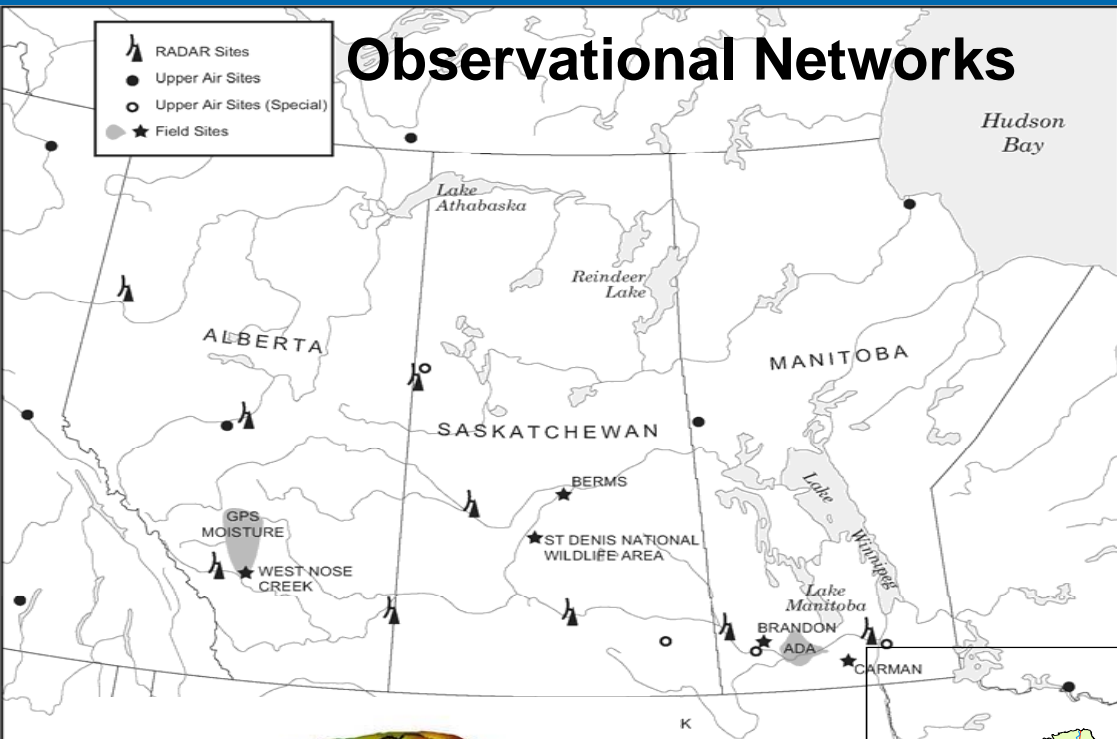 Observational Networks
RADAR Sites
Upper Air Sites
Upper Air Sites (Special)
Field Sites
Hudson
Bay
Lake
Athabaska
Reindeer
Lake
ALBERTA
MANITOBA
SASKATCHEWAN
BERMS
GPS
MOISTURE
ST DENIS NATIONAL
WILDLIFE AREA
WEST NOSE
CREEK
Lake
Winnipeg
Lake
Manitoba
BRANDON
ADA
CARMAN
K